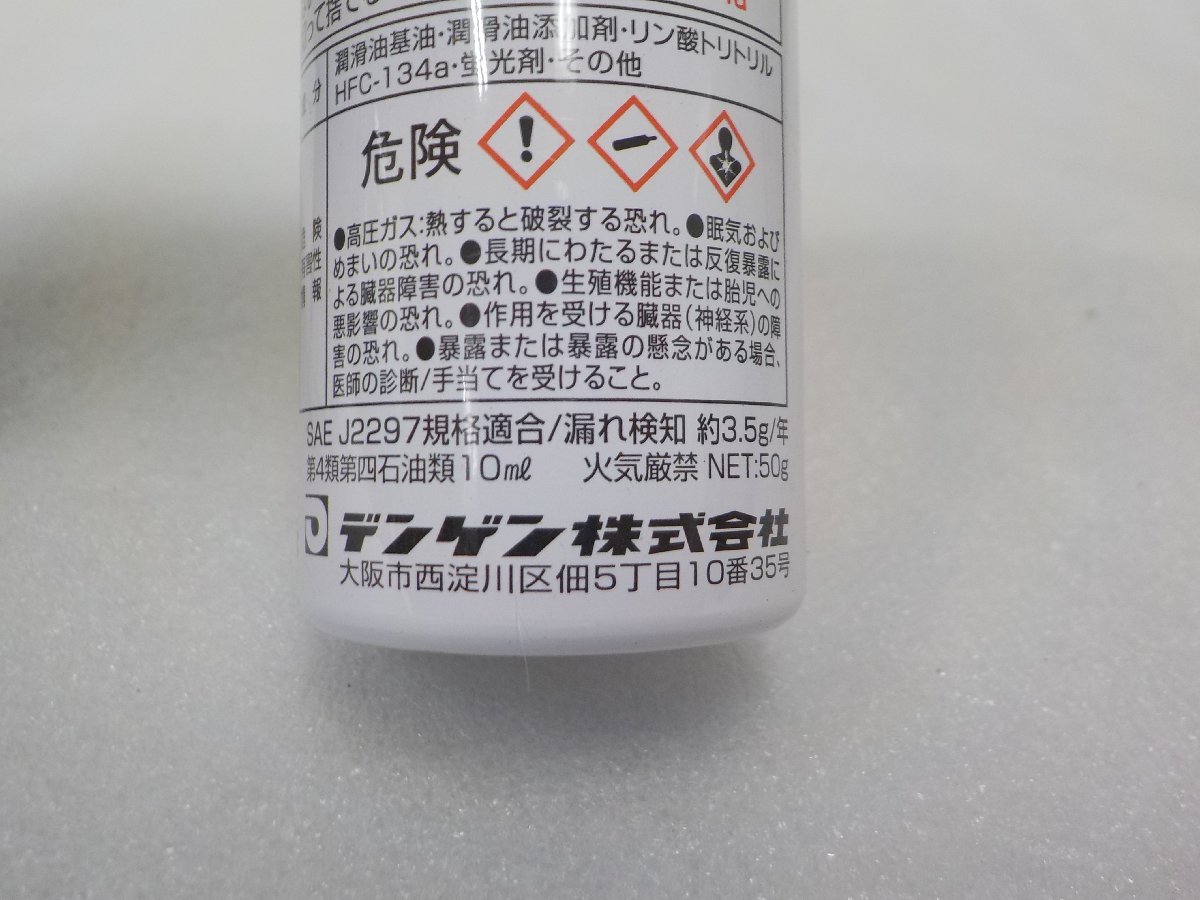 って捨て
潤滑油基油・潤滑油添加剤・リン酸トリトリル
分 HFC-134a・蛍光剤・その他
危険
険 ●高圧ガス:熱すると破裂する恐れ。●眠気および
性 めまいの恐れ。●長期にわたるまたは反復暴露に
報 よる臓器障害の恐れ。●生殖機能または胎児への
悪影響の恐れ。●作用を受ける臓器(神経系)の障
害の恐れ。●暴露または暴露の懸念がある場合、
医師の診断/手当てを受けること。
SAE J2297規格適合/漏れ検知 約3.5g/年
第4類第四石油類10mℓ 火気厳禁 NET:50g
デンゲン株式会社
大阪市西淀川区佃5丁目10番35号